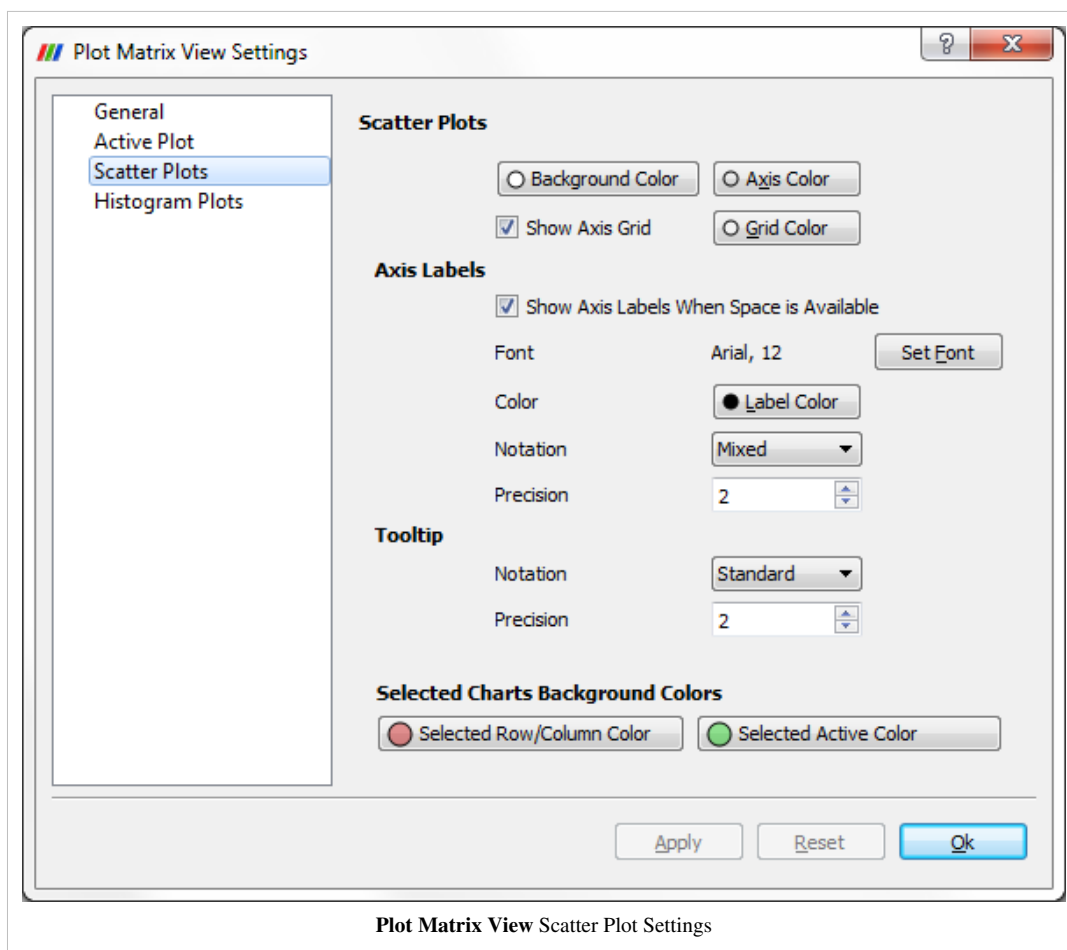 Plot Matrix View Settings
?
General
Active Plot
Scatter Plots
Histogram Plots
Scatter Plots
Background Color Axis Color
Show Axis Grid Grid Color
Axis Labels
Show Axis Labels When Space is Available
Font Arial, 12 Set Font
Color Label Color
Notation Mixed
Precision 2
Tooltip
Notation Standard
Precision 2
Selected Charts Background Colors
Selected Row/Column Color Selected Active Color
Apply Reset Ok
Plot Matrix View Scatter Plot Settings